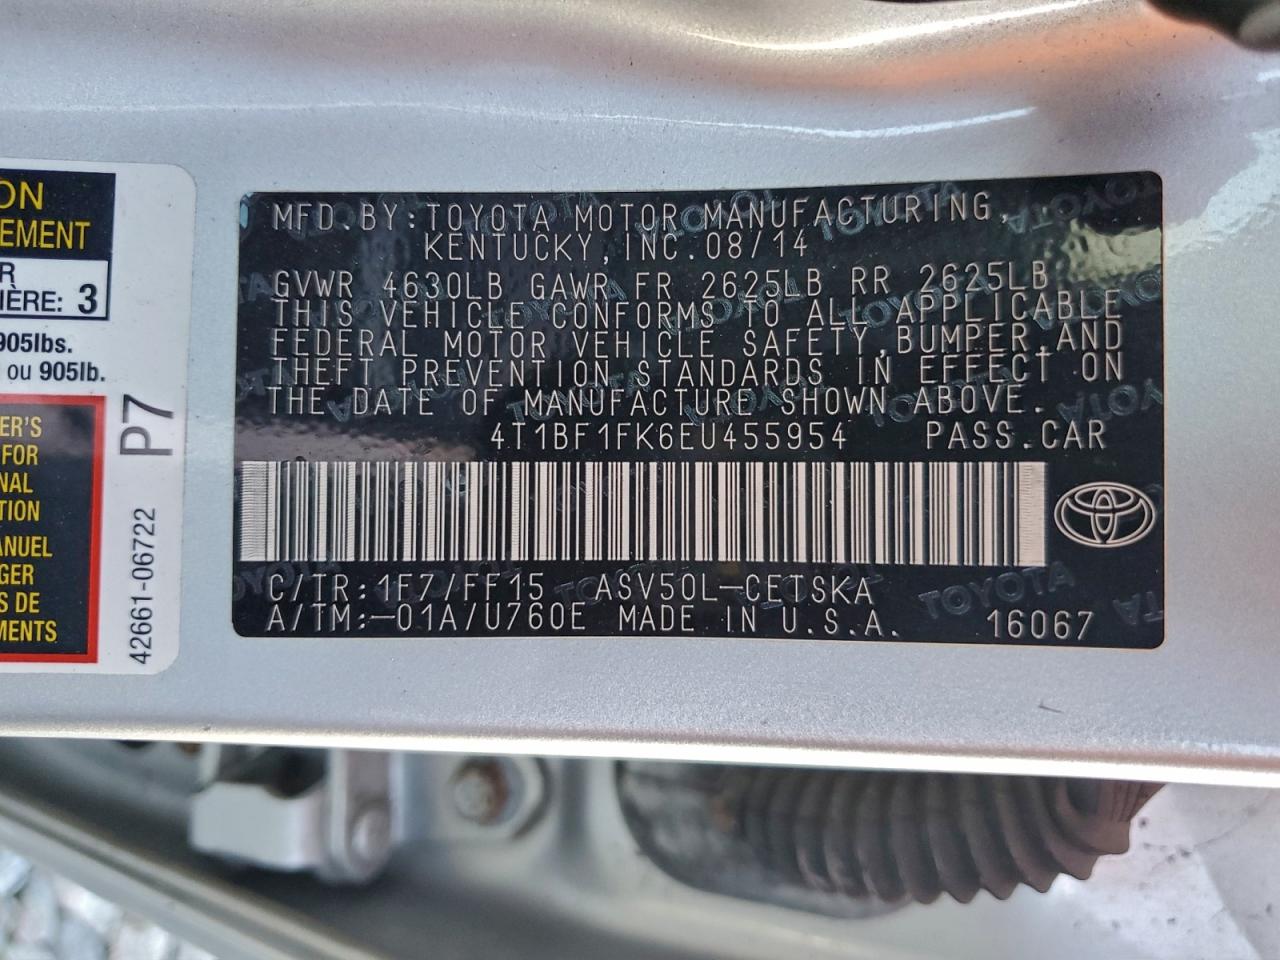 ON
EMENT
R
IÈRE: 3
905lbs.
ou 905lb.
ER'S
FOR
NAL
TION
ANUEL
GER
S DE
MENTS
P7
42661-06722
MFD.BY:TOYOTA MOTOR MANUFACTURING,
KENTUCKY,INC.08/14
GVWR 4630LB GAWR FR 2625LB RR 2625LB
THIS VEHICLE CONFORMS TO ALL APPLICABLE
FEDERAL MOTOR VEHICLE SAFETY,BUMPER,AND
THEFT PREVENTION STANDARDS IN EFFECT ON
THE DATE OF MANUFACTURE SHOWN ABOVE.
4T1BF1FK6EU455954 PASS.CAR
C/TR:1F7/FF15 ASV50L-CETSKA
A/TM:-01A/U760E MADE IN U.S.A. 16067